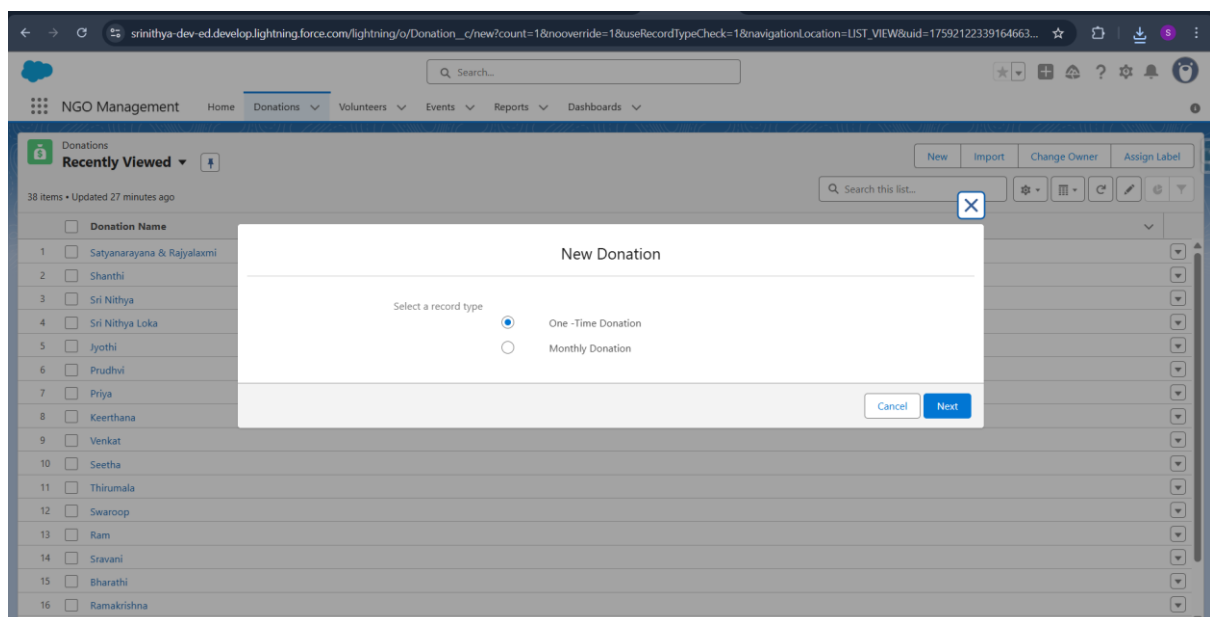 srinithya-dev-ed.develop.lightning.force.com/lightning/o/Donation__c/new?count=1&nooverride=1&useRecordTypeCheck=1&navigationLocation=LIST_VIEW&uid=17592122339164663...
S
Search...
NGO Management Home Donations Volunteers Events Reports Dashboards
Donations
Recently Viewed
New Import Change Owner Assign Label
38 items • Updated 27 minutes ago
Search this list...
Donation Name
1 Satyanarayana & Rajyalaxmi
2 Shanthi
3 Sri Nithya
4 Sri Nithya Loka
5 Jyothi
6 Prudhvi
7 Priya
8 Keerthana
9 Venkat
10 Seetha
11 Thirumala
12 Swaroop
13 Ram
14 Sravani
15 Bharathi
16 Ramakrishna
New Donation
Select a record type
One -Time Donation
Monthly Donation
Cancel Next